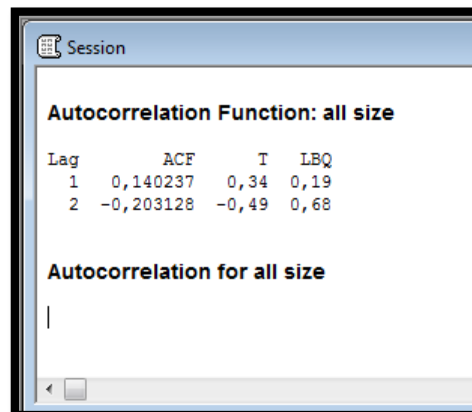 Session
Autocorrelation Function: all size
Lag ACF T LBQ
1 0,140237 0,34 0,19
2 -0,203128 -0,49 0,68
Autocorrelation for all size